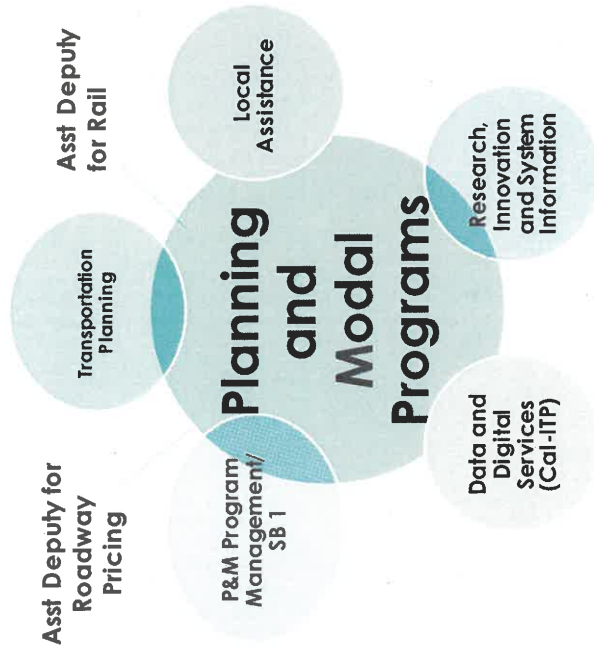 Asst Deputy for
Roadway
Pricing
Asst Deputy
for Rail
Transportation
Planning
P&M Program
Management/
SB 1
Planning
and
Modal
Programs
Local
Assistance
Data and
Digital
Services
(Cal-ITP)
Research,
Innovation
and System
Information